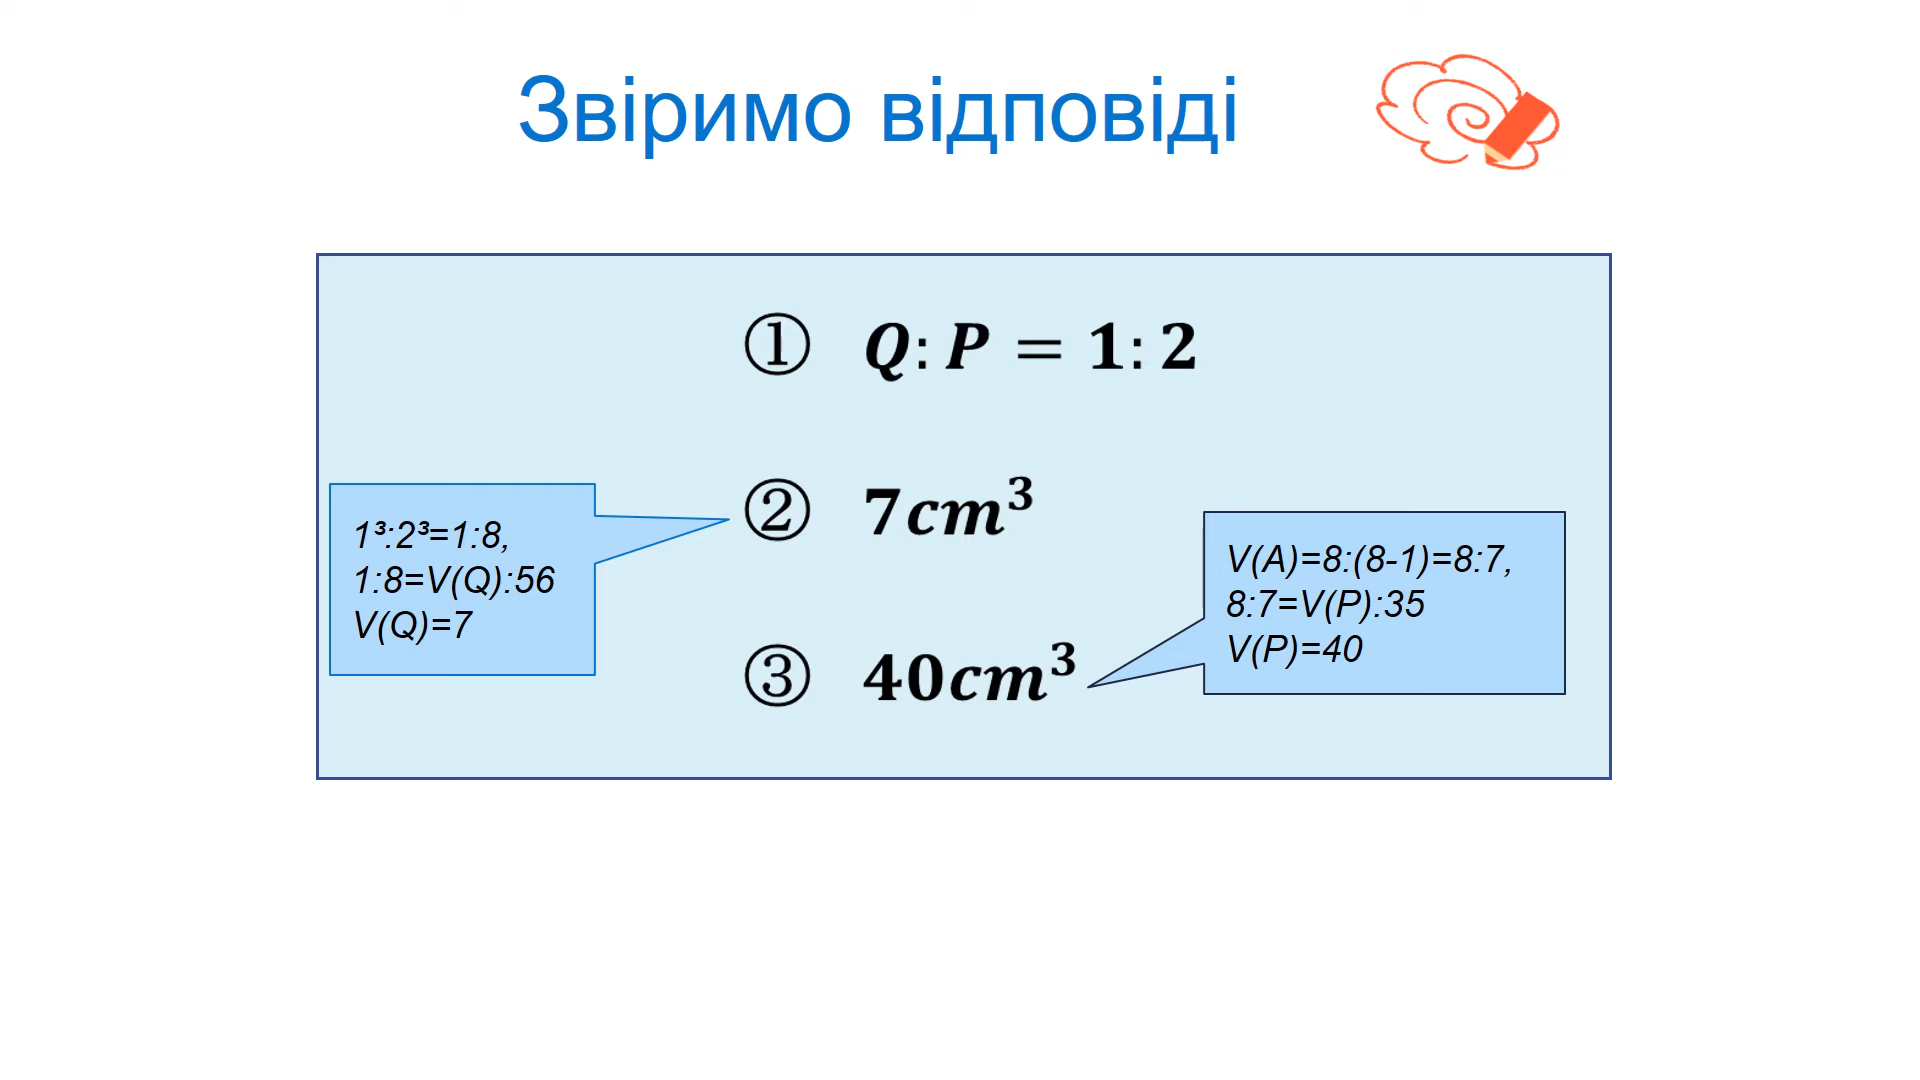 Звіримо відповіді
① Q: P = 1: 2
② 7cm³
1³:2³=1:8,
1:8=V(Q):56
V(Q)=7
V(A)=8:(8-1)=8:7,
8:7=V(P):35
V(P)=40
③ 40cm³